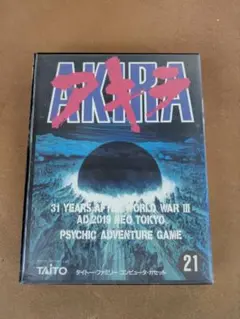 AKIRA
アキラ
31 YEARS AFTER WORLD WAR III
AD.2019 NEO TOKYO
PSYCHIC ADVENTURE GAME
21
TAITO
タイトー・ファミリーコンピュータ・カセット